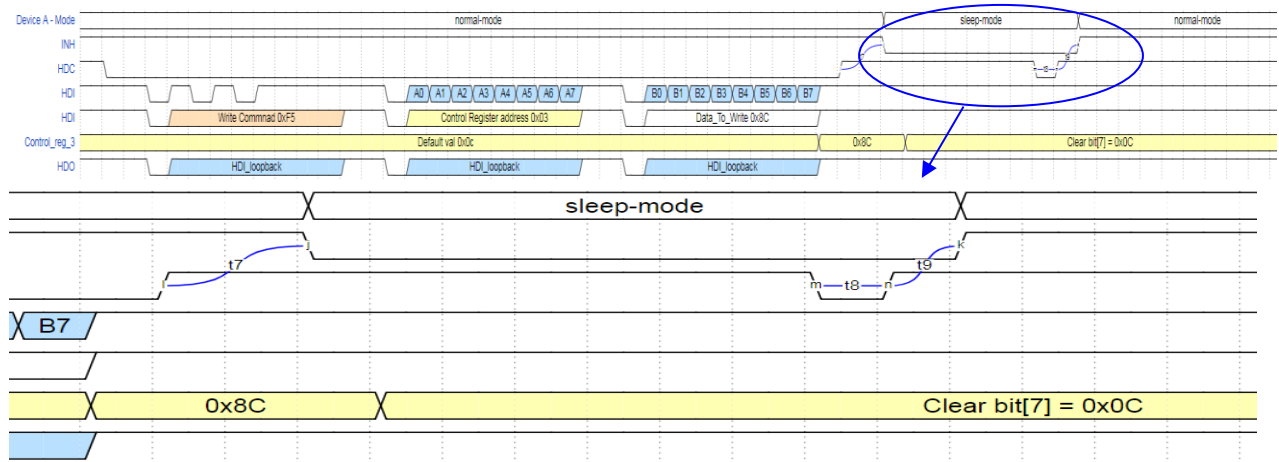 Device A - Mode normal-mode sleep-mode normal-mode
INH
HDC t8 t9
HDI A0 A1 A2 A3 A4 A5 A6 A7 B0 B1 B2 B3 B4 B5 B6 B7
HDI Write Commnad 0xF5 Control Register address 0x03 Data_To_Write 0x8C
Control_reg_3 Default val 0x0c 0x8C Clear bit[7] = 0x0C
HDO HDI_loopback HDI_loopback HDI_loopback
sleep-mode
j k
l t7 m t8 n t9
B7
0x8C Clear bit[7] = 0x0C